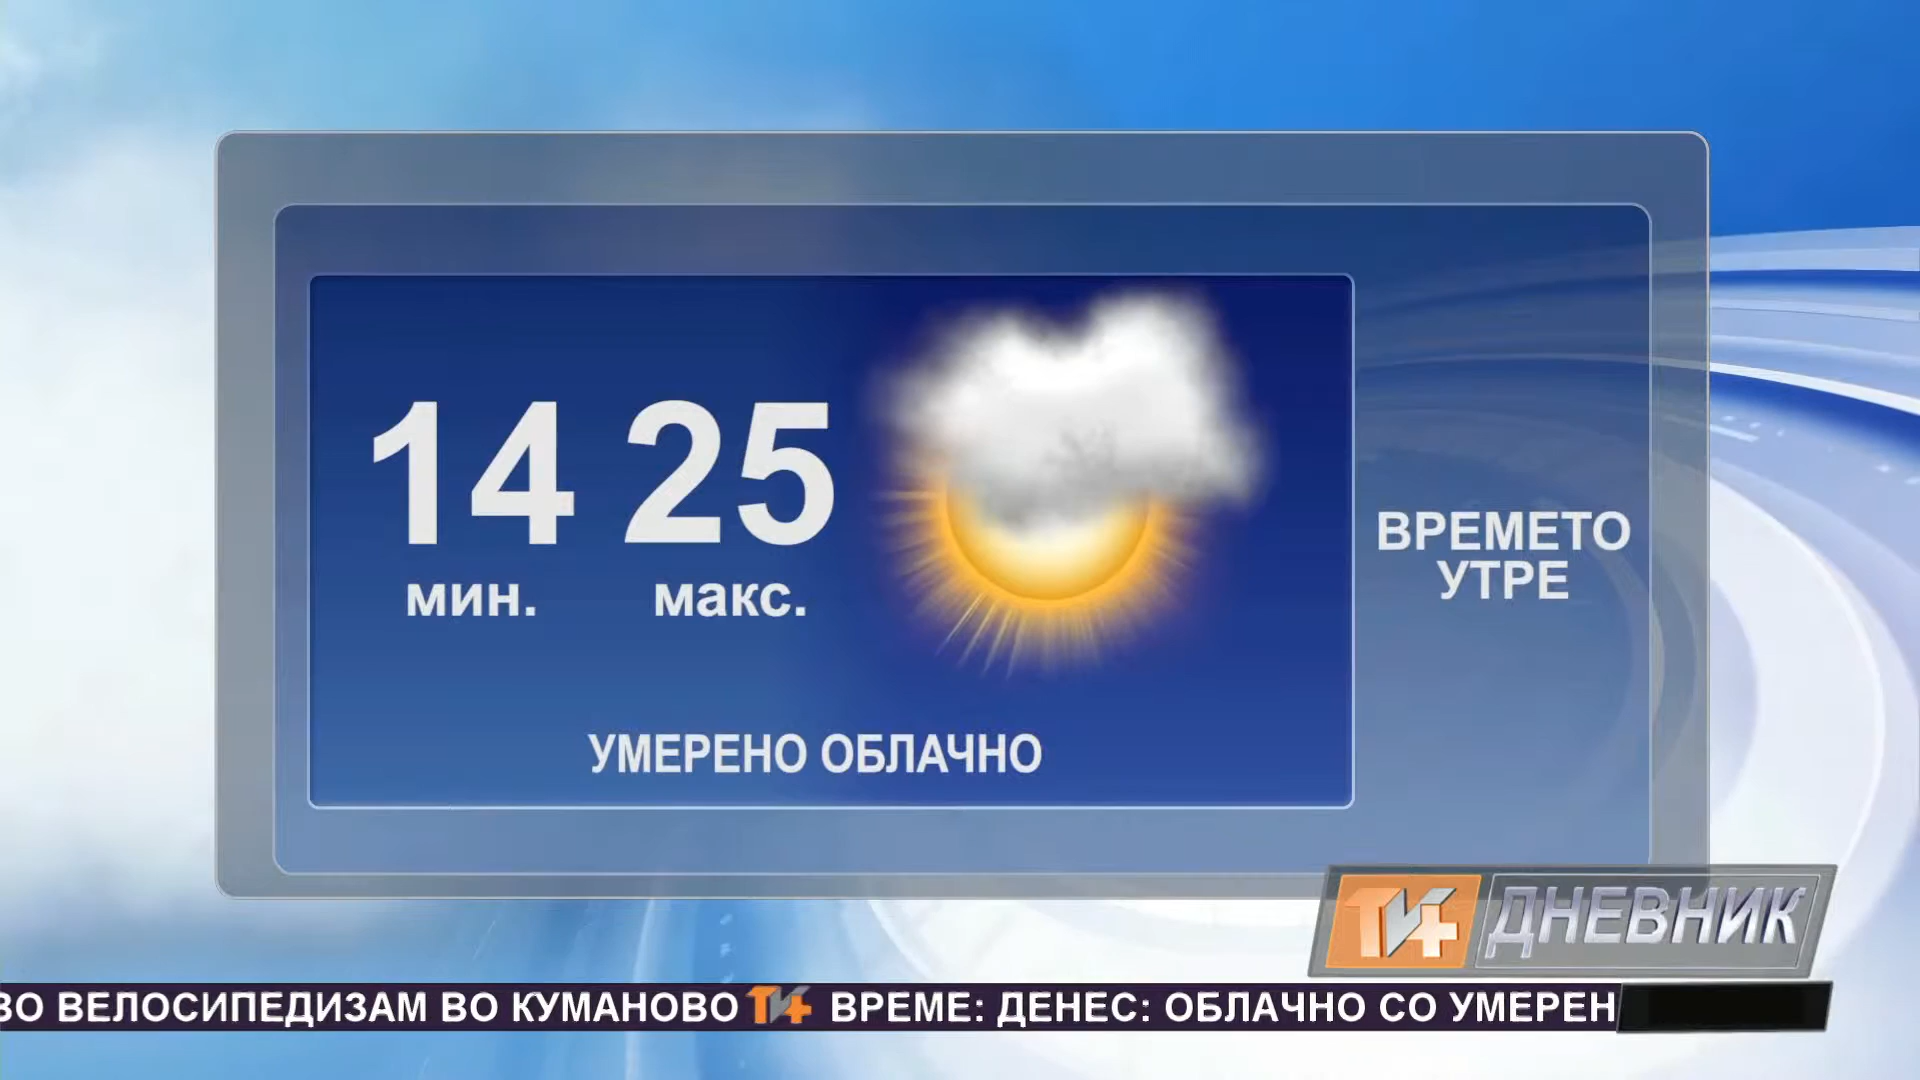 14 25
мин. макс.
УМЕРЕНО ОБЛАЧНО
ВРЕМЕТО
УТРЕ
ТV+ ДНЕВНИК
ВО ВЕЛОСИПЕДИЗАМ ВО КУМАНОВО ТV+ ВРЕМЕ: ДЕНЕС: ОБЛАЧНО СО УМЕРЕН